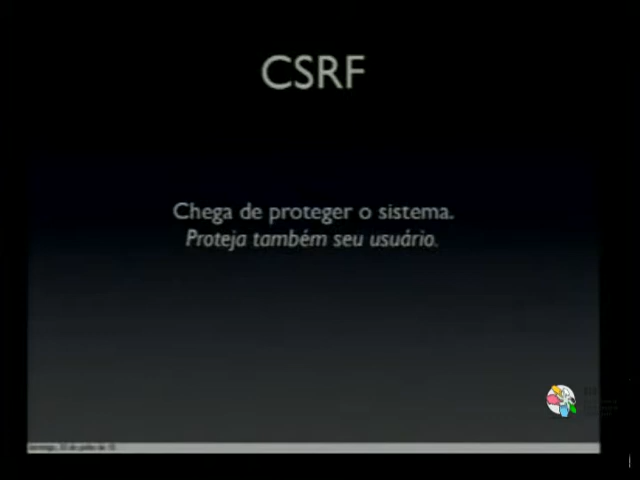 CSRF
Chega de proteger o sistema.
Proteja também seu usuário.